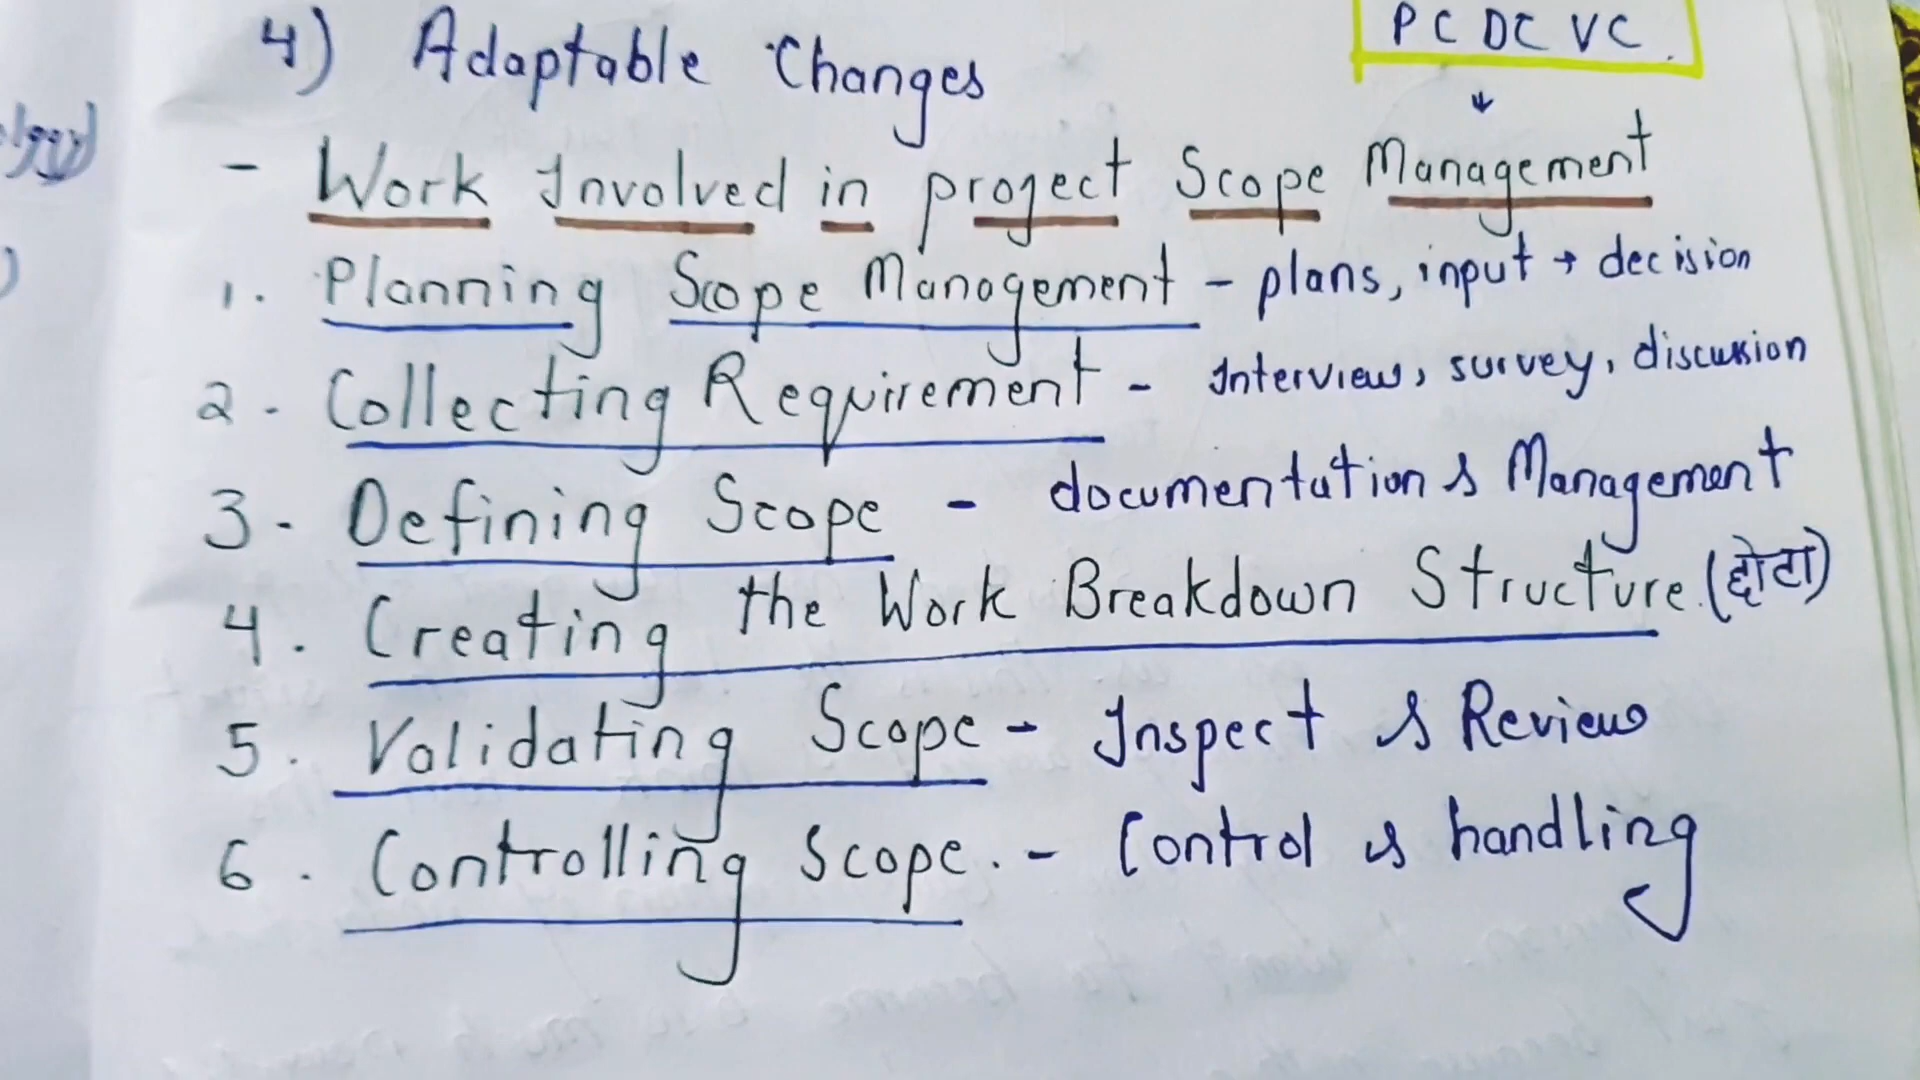 PCDCVC
4) Adaptable Changes
- Work Involved in project Scope Management
1. Planning Scope Management - plans, input → decision
2 - Collecting Requirement - Interview, survey, discussion
3 - Defining Scope - documentation & Management
4. Creating the Work Breakdown Structure. (छोटा)
5. Validating Scope - Inspect & Review
6. Controlling Scope. - Control & handling